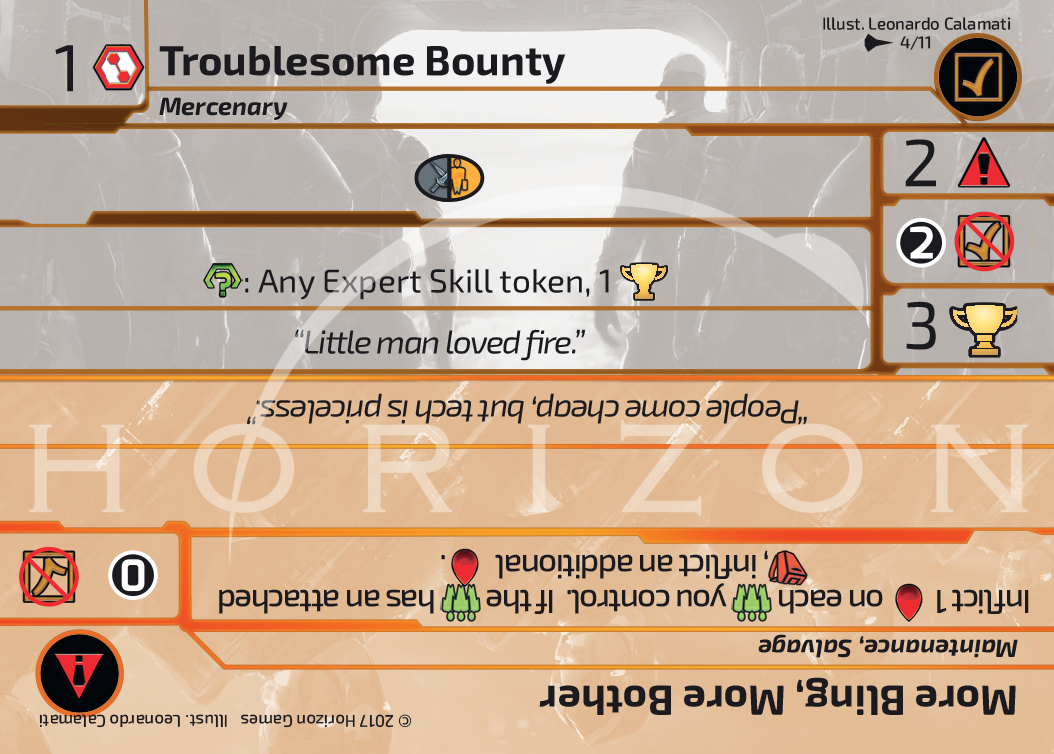 Illust. Leonardo Calamati
4/11
1
Troublesome Bounty
Mercenary
2
2
: Any Expert Skill token, 1
3
“Little man loved fire.”
HORIZON
More Bling, More Bother
Maintenance, Salvage
Inflict 1 on each you control. If the has an attached
, inflict an additional .
0
“People come cheap, but tech is priceless.”
© 2017 Horizon Games Illust. Leonardo Calamati